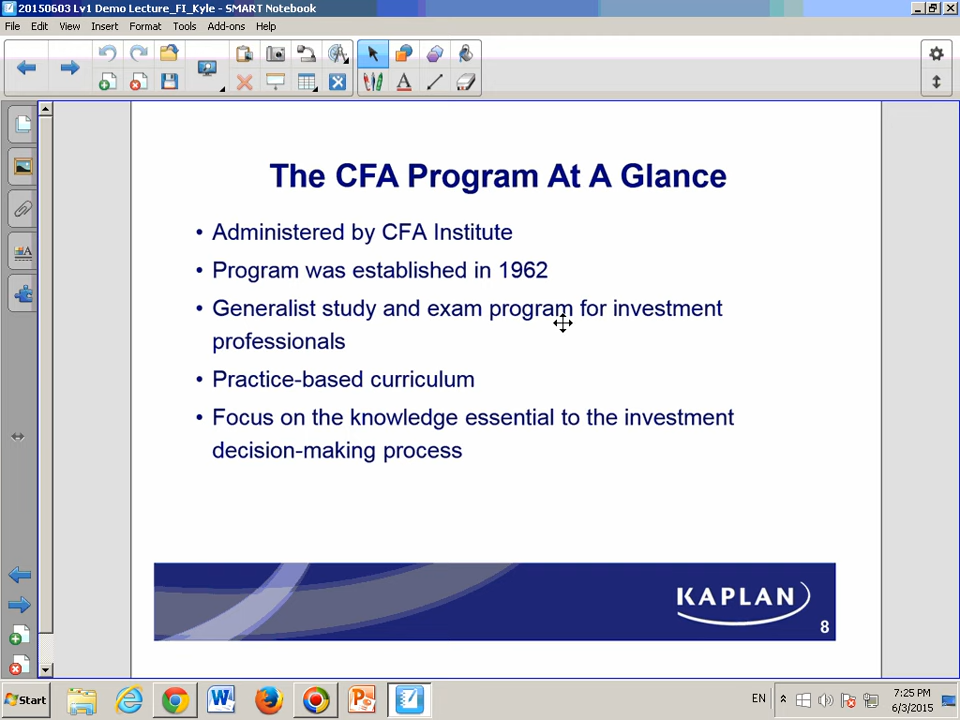 20150603 Lv1 Demo Lecture_FI_Kyle - SMART Notebook
File Edit View Insert Format Tools Add-ons Help
The CFA Program At A Glance
• Administered by CFA Institute
• Program was established in 1962
• Generalist study and exam program for investment
professionals
• Practice-based curriculum
• Focus on the knowledge essential to the investment
decision-making process
KAPLAN
8
Start
EN
7:25 PM
6/3/2015